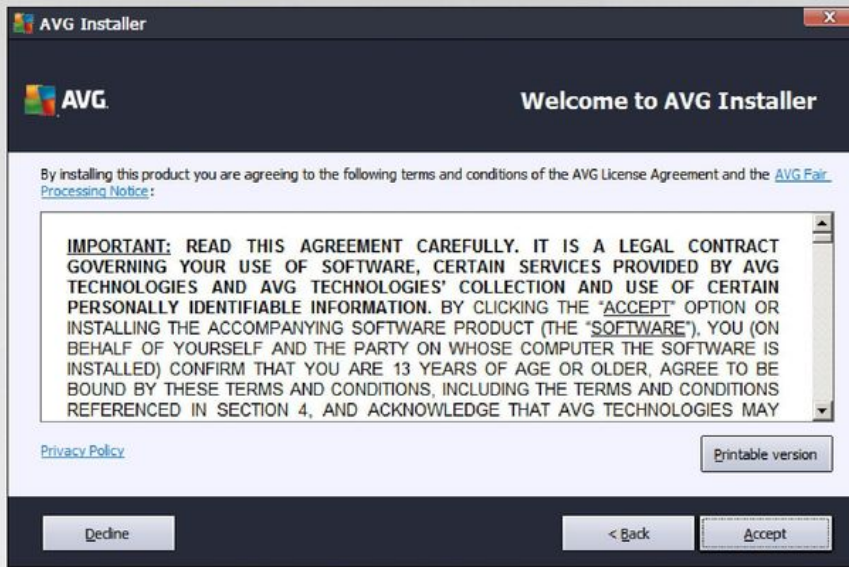 AVG Installer
AVG.
Welcome to AVG Installer
By installing this product you are agreeing to the following terms and conditions of the AVG License Agreement and the AVG Fair
Processing Notice:
IMPORTANT: READ THIS AGREEMENT CAREFULLY. IT IS A LEGAL CONTRACT
GOVERNING YOUR USE OF SOFTWARE, CERTAIN SERVICES PROVIDED BY AVG
TECHNOLOGIES AND AVG TECHNOLOGIES' COLLECTION AND USE OF CERTAIN
PERSONALLY IDENTIFIABLE INFORMATION. BY CLICKING THE “ACCEPT” OPTION OR
INSTALLING THE ACCOMPANYING SOFTWARE PRODUCT (THE “SOFTWARE”), YOU (ON
BEHALF OF YOURSELF AND THE PARTY ON WHOSE COMPUTER THE SOFTWARE IS
INSTALLED) CONFIRM THAT YOU ARE 13 YEARS OF AGE OR OLDER, AGREE TO BE
BOUND BY THESE TERMS AND CONDITIONS, INCLUDING THE TERMS AND CONDITIONS
REFERENCED IN SECTION 4, AND ACKNOWLEDGE THAT AVG TECHNOLOGIES MAY
Privacy Policy
Printable version
Decline
< Back
Accept